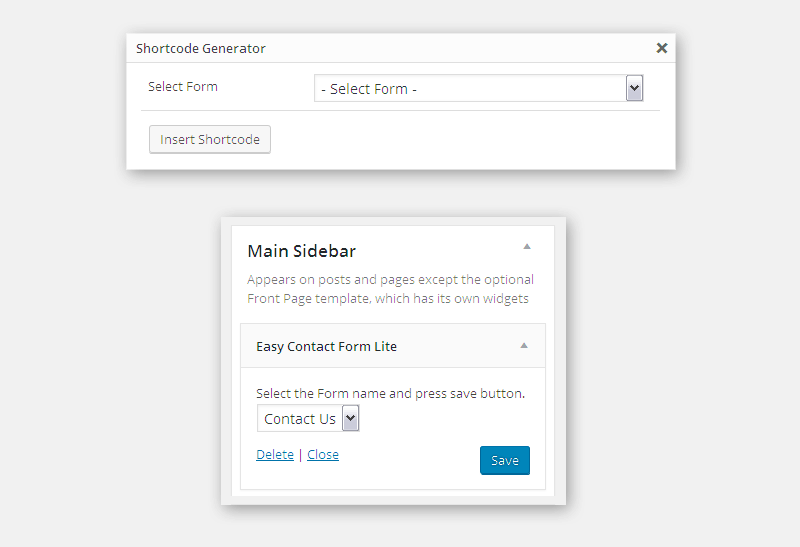 Shortcode Generator
Select Form
- Select Form -
Insert Shortcode
Main Sidebar
Appears on posts and pages except the optional
Front Page template, which has its own widgets
Easy Contact Form Lite
Select the Form name and press save button.
Contact Us
Delete | Close
Save